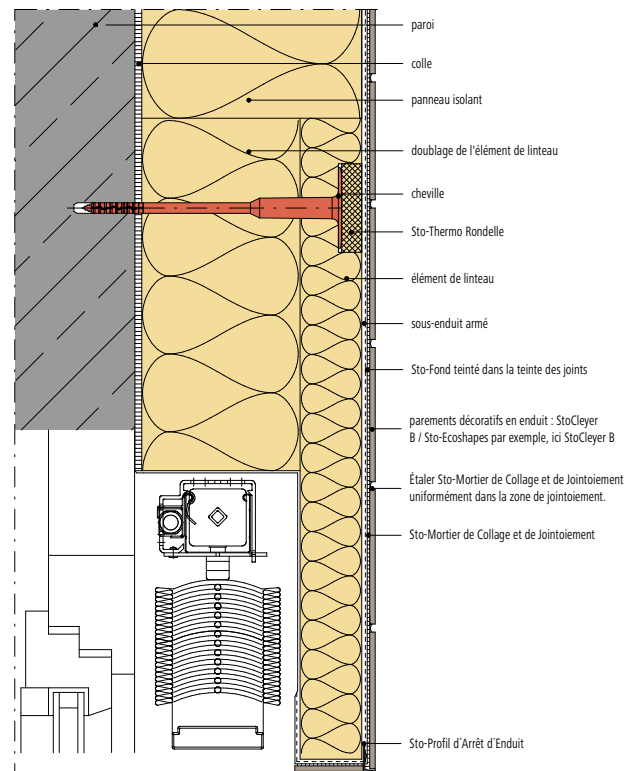 paroi
colle
panneau isolant
doublage de l'élément de linteau
cheville
Sto-Thermo Rondelle
élément de linteau
sous-enduit armé
Sto-Fond teinté dans la teinte des joints
parements décoratifs en enduit : StoCleyer
B / Sto-Ecoshapes par exemple, ici StoCleyer B
Étaler Sto-Mortier de Collage et de Jointoiement
uniformément dans la zone de jointoiement.
Sto-Mortier de Collage et de Jointoiement
Sto-Profil d´Arrêt d´Enduit